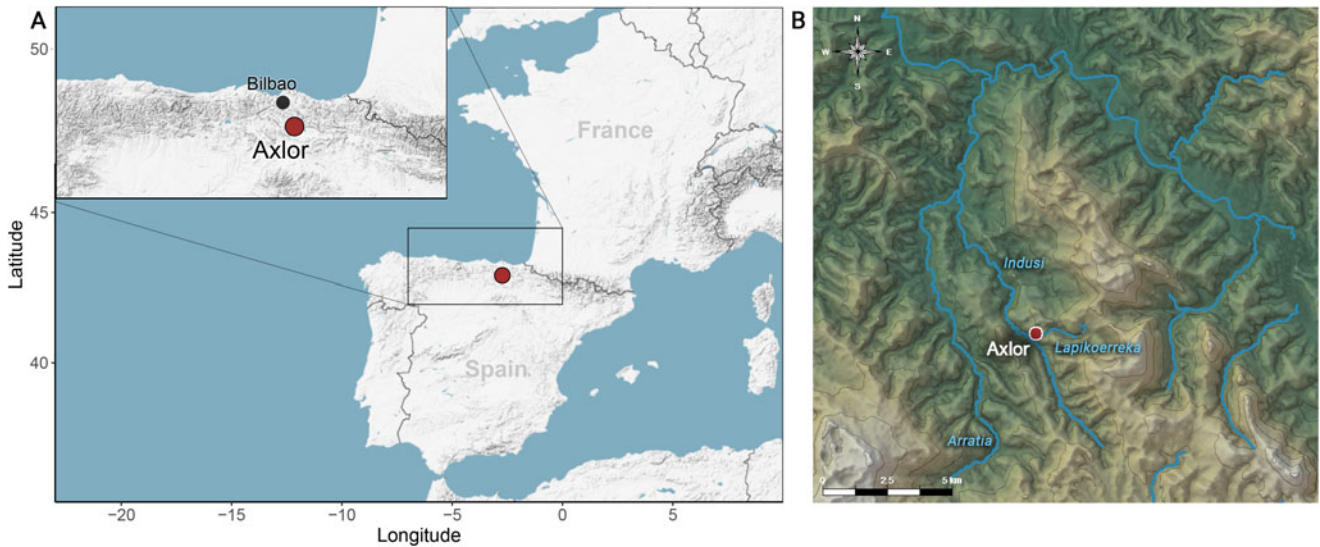 A
50
45
40
Latitude
Bilbao
Axlor
France
Spain
−20
−15
−10
−5
0
5
Longitude
B
N
W
E
S
Indusi
Axlor
Lapikoerreka
Arratia
0
2.5
5 km